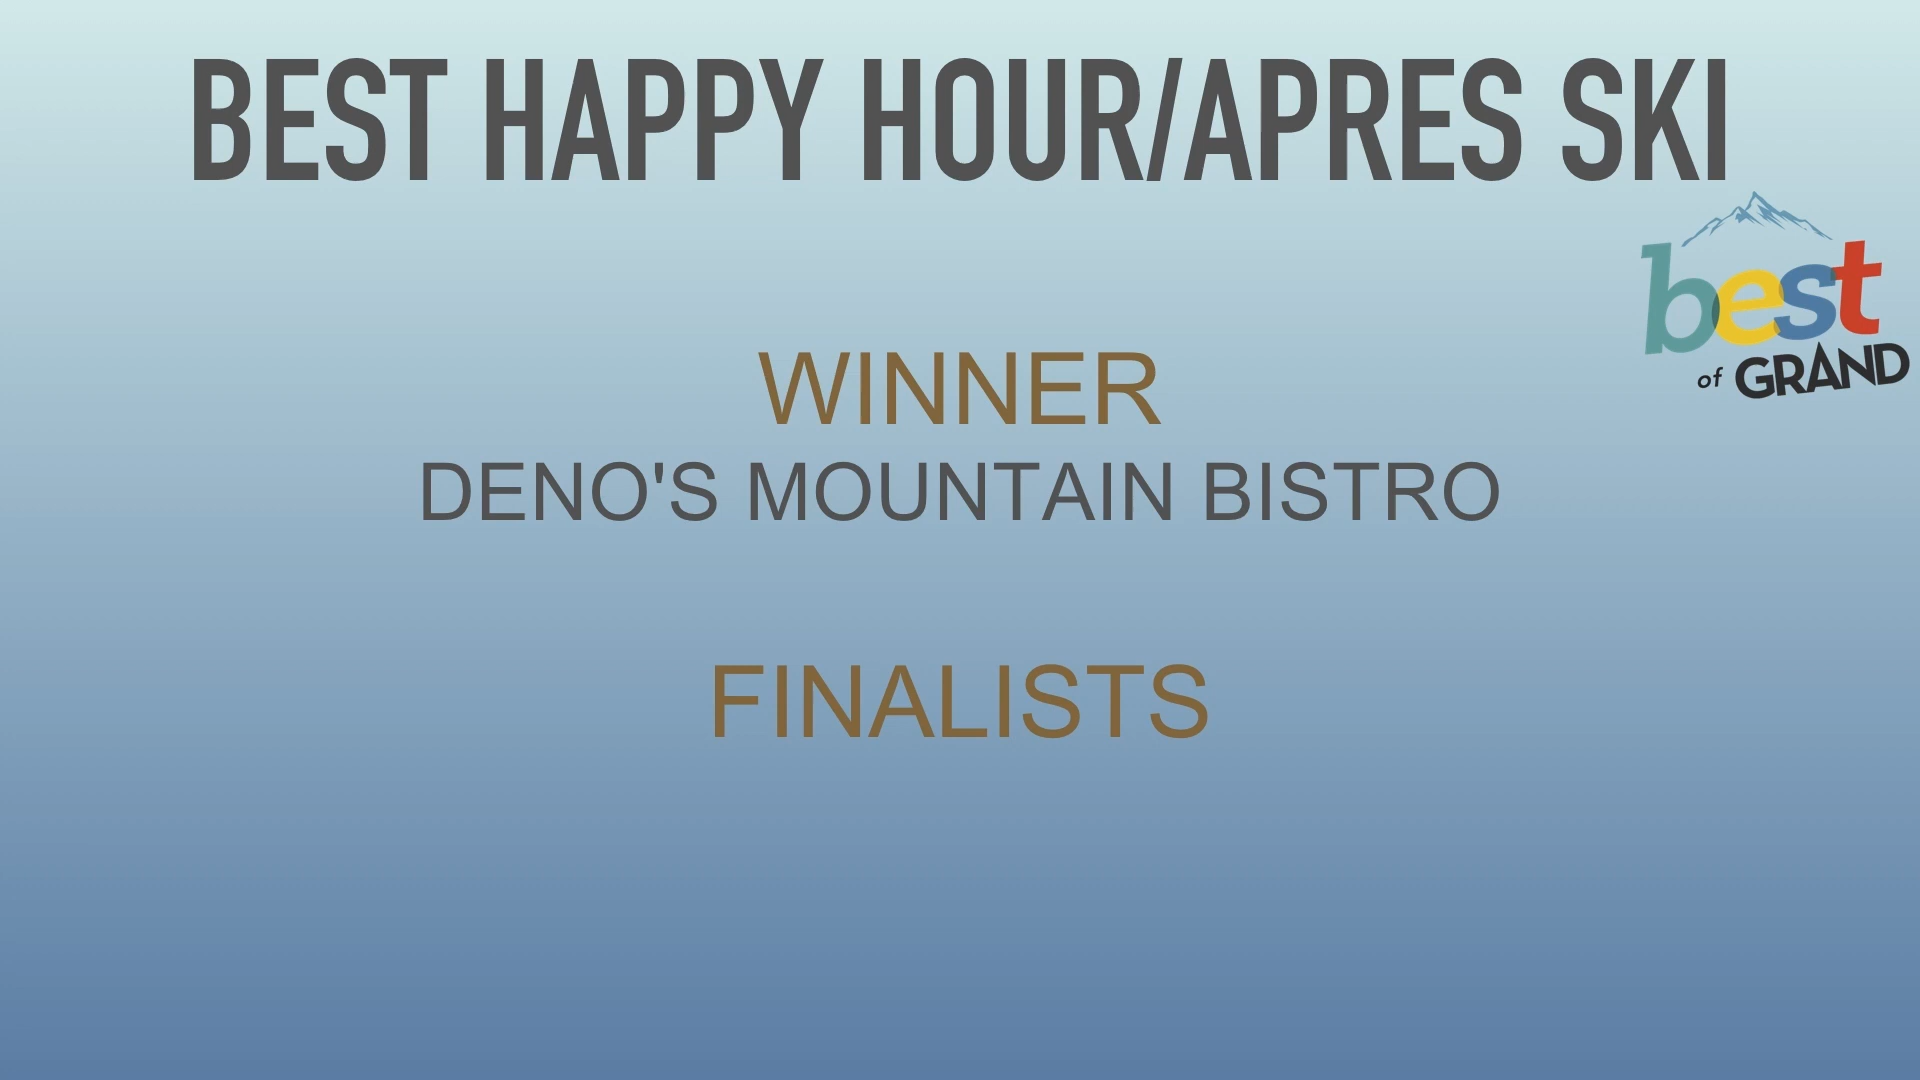 BEST HAPPY HOUR/APRES SKI
best
of GRAND
WINNER
DENO'S MOUNTAIN BISTRO
FINALISTS